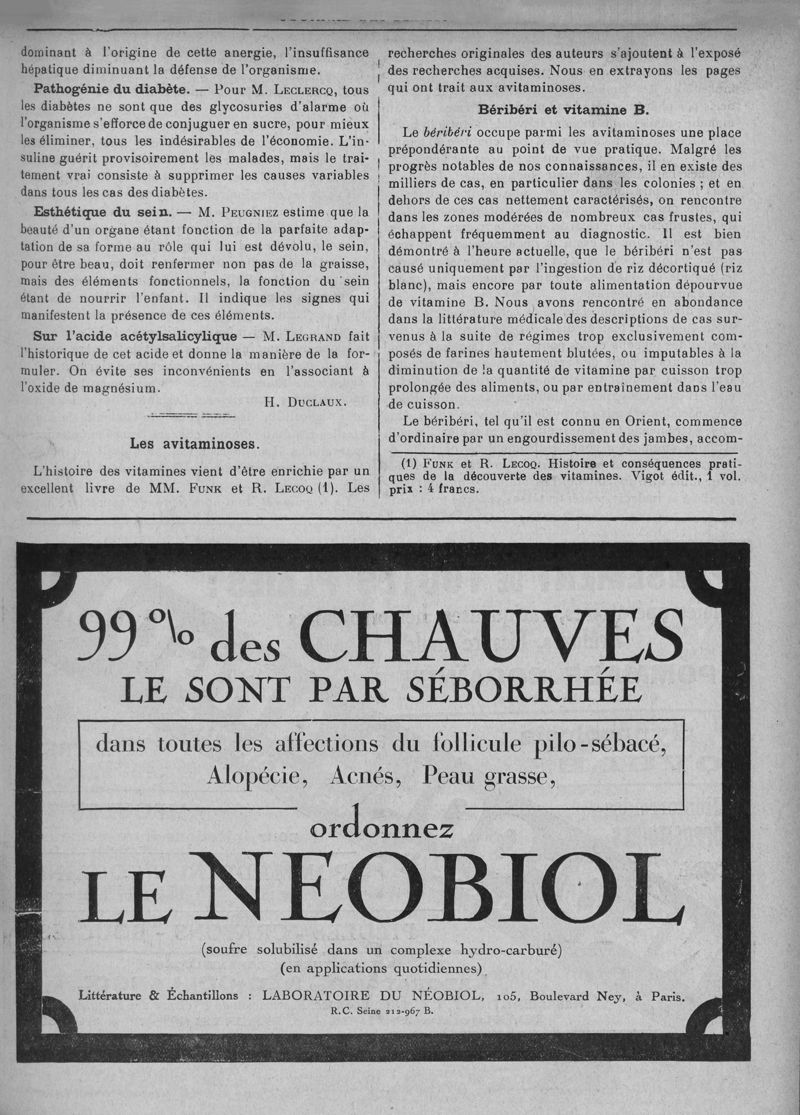 dominant à l'origine de cette anergie, l'insuffisance
hépatique diminuant la défense de l'organisme.
Pathogénie du diabète. — Pour M. LECLERCQ, tous
les diabètes ne sont que des glycosuries d'alarme où
l'organisme s'efforce de conjuguer en sucre, pour mieux
les éliminer, tous les indésirables de l'économie. L'in-
suline guérit provisoirement les malades, mais le trai-
tement vrai consiste à supprimer les causes variables
dans tous les cas des diabètes.
Esthétique du sein. — M. PEUGNIEZ estime que la
beauté d'un organe étant fonction de la parfaite adap-
tation de sa forme au rôle qui lui est dévolu, le sein,
pour être beau, doit renfermer non pas de la graisse,
mais des éléments fonctionnels, la fonction du sein
étant de nourrir l'enfant. Il indique les signes qui
manifestent la présence de ces éléments.
Sur l'acide acétylsalicylique — M. LEGRAND fait
l'historique de cet acide et donne la manière de la for-
muler. On évite ses inconvénients en l'associant à
l'oxide de magnésium.
H. DUCLAUX.
Les avitaminoses.
L'histoire des vitamines vient d'être enrichie par un
excellent livre de MM. FUNK et R. LECOQ (1). Les
recherches originales des auteurs s'ajoutent à l'exposé
des recherches acquises. Nous en extrayons les pages
qui ont trait aux avitaminoses.
Béribéri et vitamine B.
Le béribéri occupe parmi les avitaminoses une place
prépondérante au point de vue pratique. Malgré les
progrès notables de nos connaissances, il en existe des
milliers de cas, en particulier dans les colonies ; et en
dehors de ces cas nettement caractérisés, on rencontre
dans les zones modérées de nombreux cas frustes, qui
échappent fréquemment au diagnostic. Il est bien
démontré à l'heure actuelle, que le béribéri n'est pas
causé uniquement par l'ingestion de riz décortiqué (riz
blanc), mais encore par toute alimentation dépourvue
de vitamine B. Nous avons rencontré en abondance
dans la littérature médicale des descriptions de cas sur-
venus à la suite de régimes trop exclusivement com-
posés de farines hautement blutées, ou imputables à la
diminution de la quantité de vitamine par cuisson trop
prolongée des aliments, ou par entraînement dans l'eau
de cuisson.
Le béribéri, tel qu'il est connu en Orient, commence
d'ordinaire par un engourdissement des jambes, accom-
(1) FUNK et R. LECOQ. Histoire et conséquences prati-
ques de la découverte des vitamines. Vigot édit., 1 vol.
prix : 4 francs.
99 % des CHAUVES
LE SONT PAR SÉBORRHÉE
dans toutes les affections du follicule pilo-sébacé,
Alopécie, Acnés, Peau grasse,
ordonnez
LE NEOBIOL
(soufre solubilisé dans un complexe hydro-carburé)
(en applications quotidiennes)
Littérature & Échantillons : LABORATOIRE DU NÉOBIOL, 105, Boulevard Ney, à Paris.
R.C. Seine 212-967 B.